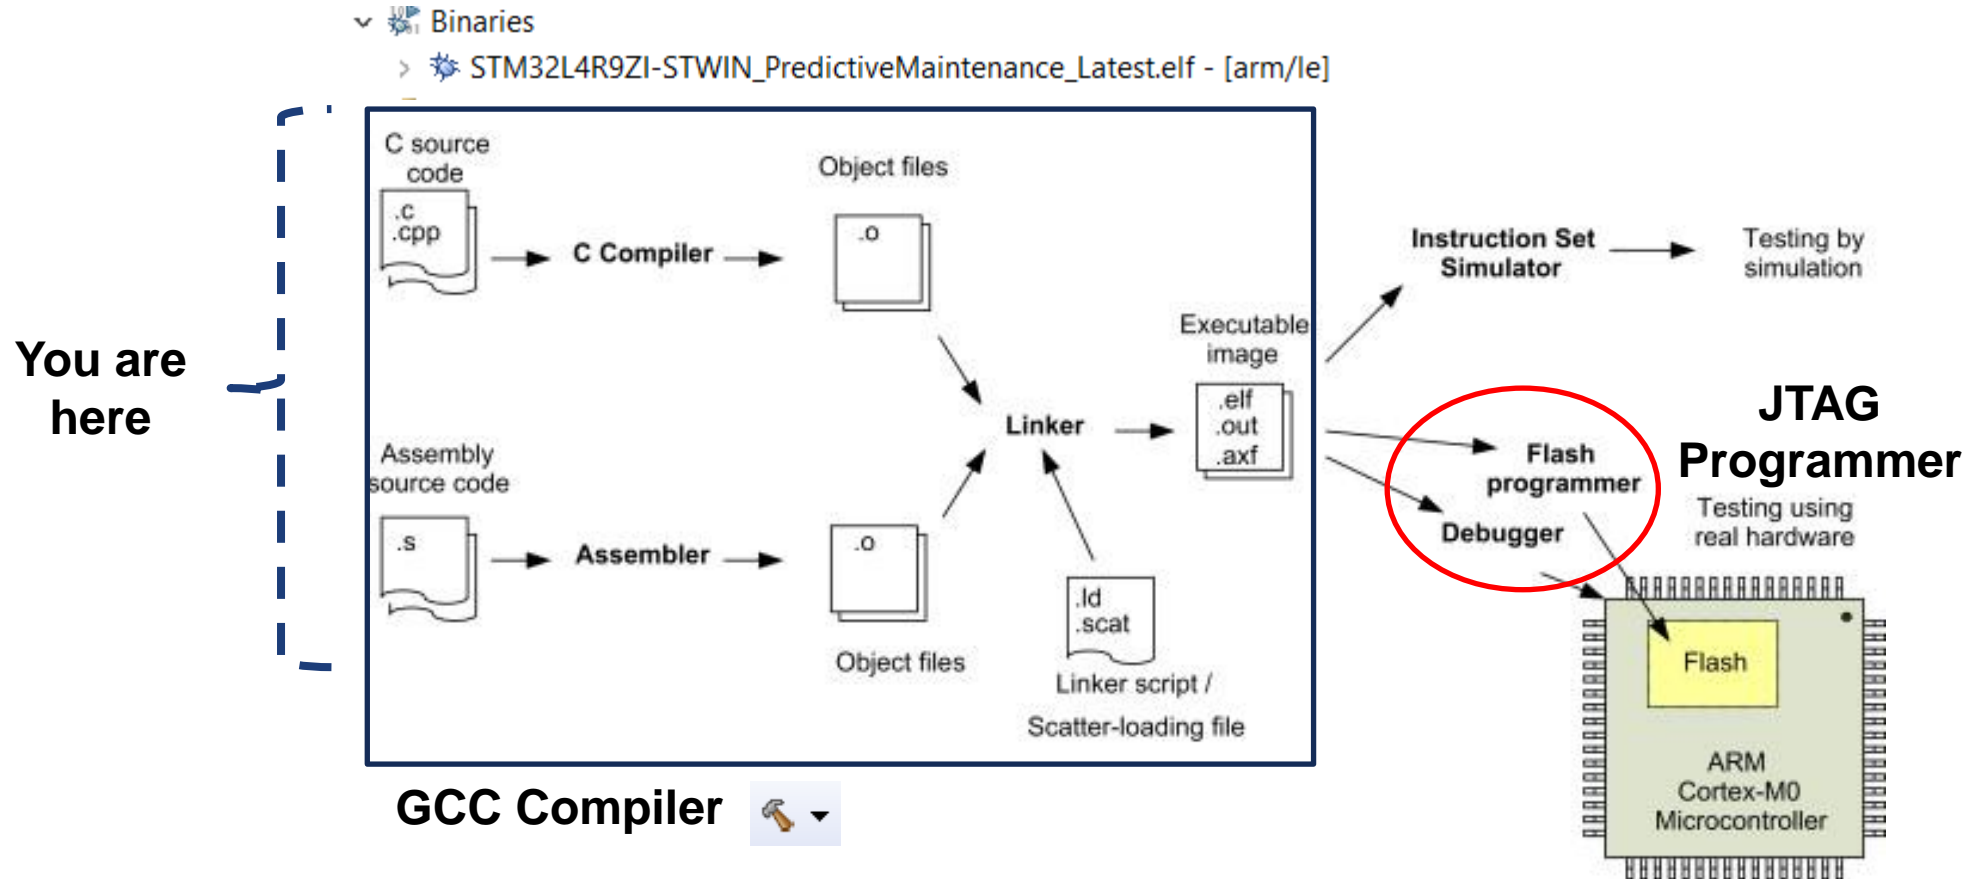 Binaries
STM32L4R9ZI-STWIN_PredictiveMaintenance_Latest.elf - [arm/le]
You are
here
C source
code
.c
.cpp
C Compiler
Object files
.o
Assembly
source code
.s
Assembler
.o
Object files
Linker
.ld
.scat
Linker script /
Scatter-loading file
Executable
image
.elf
.out
.axf
GCC Compiler
Instruction Set
Simulator
Testing by
simulation
Flash
programmer
Debugger
JTAG
Programmer
Testing using
real hardware
Flash
ARM
Cortex-M0
Microcontroller